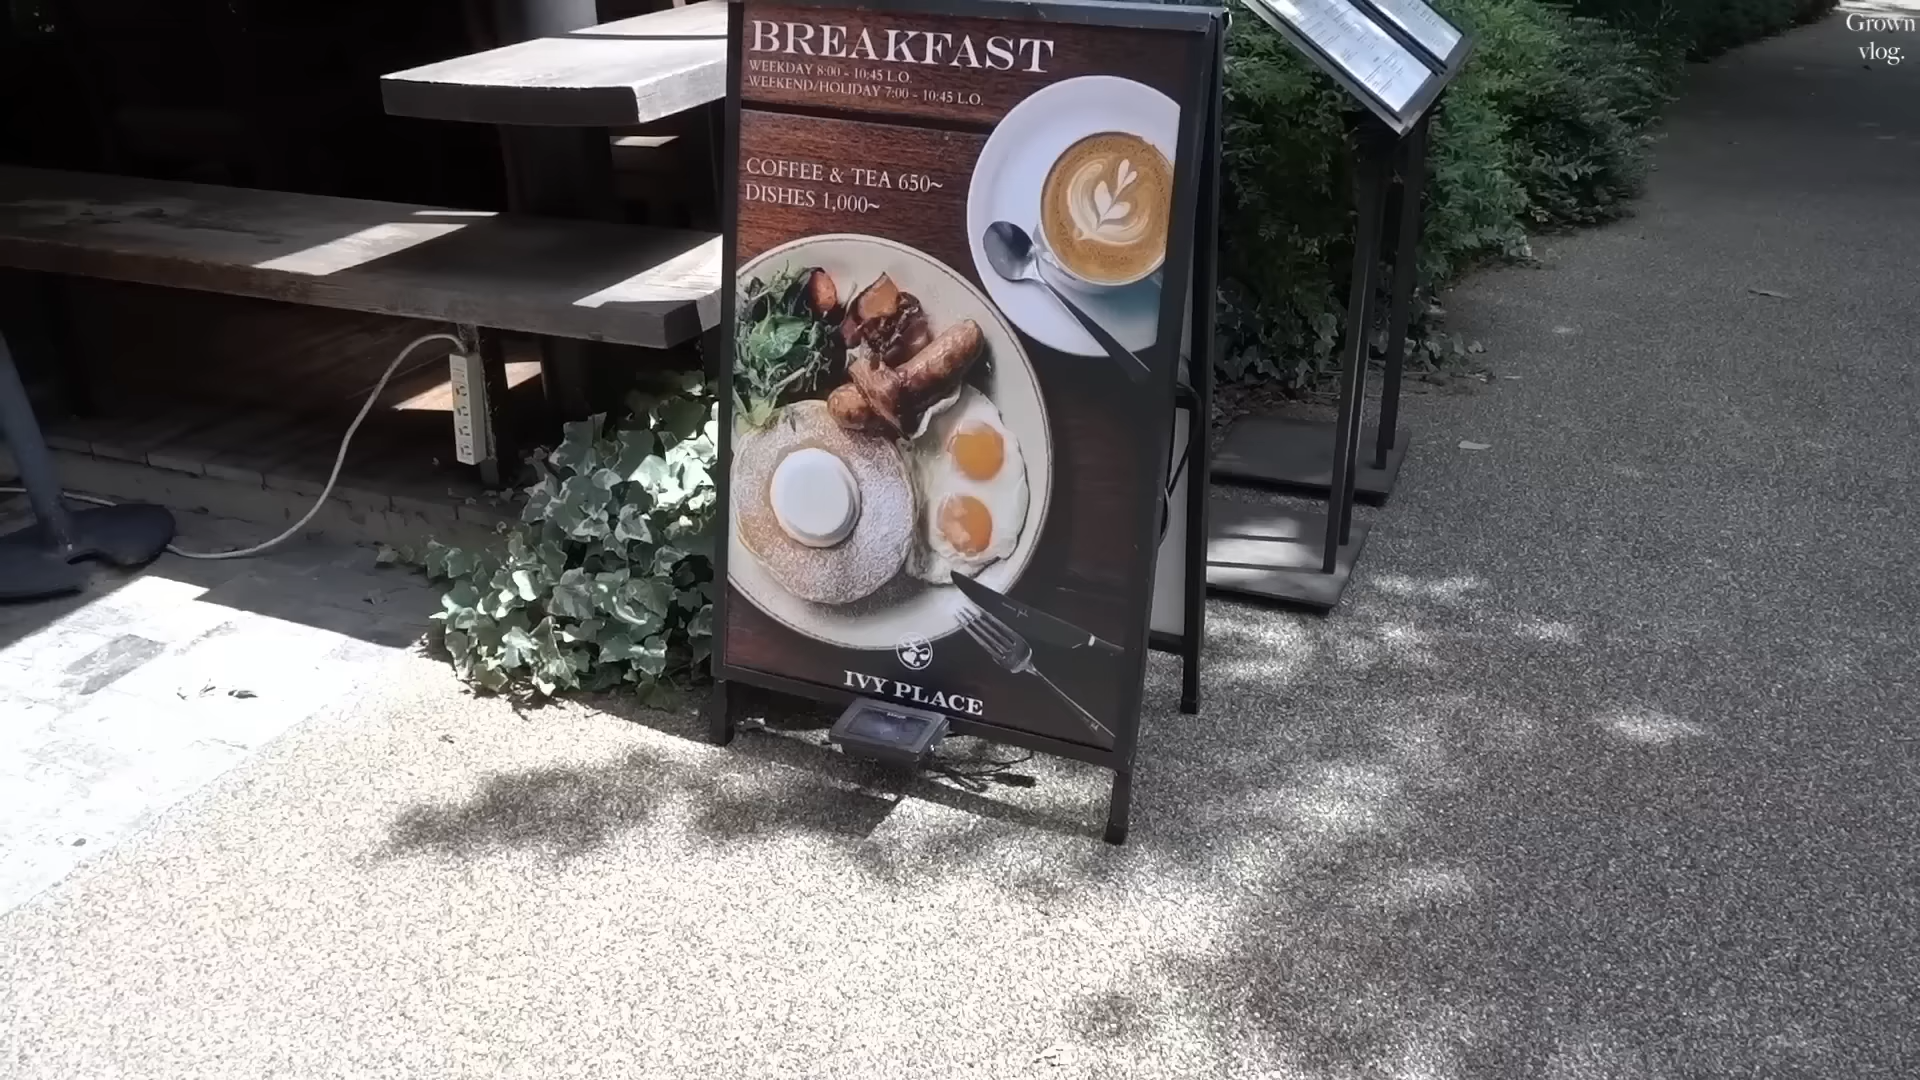 BREAKFAST
WEEKDAY 8:00 - 10:45 L.O.
WEEKEND/HOLIDAY 7:00 - 10:45 L.O.
COFFEE & TEA 650~
DISHES 1,000~
IVY PLACE
Grown
vlog.